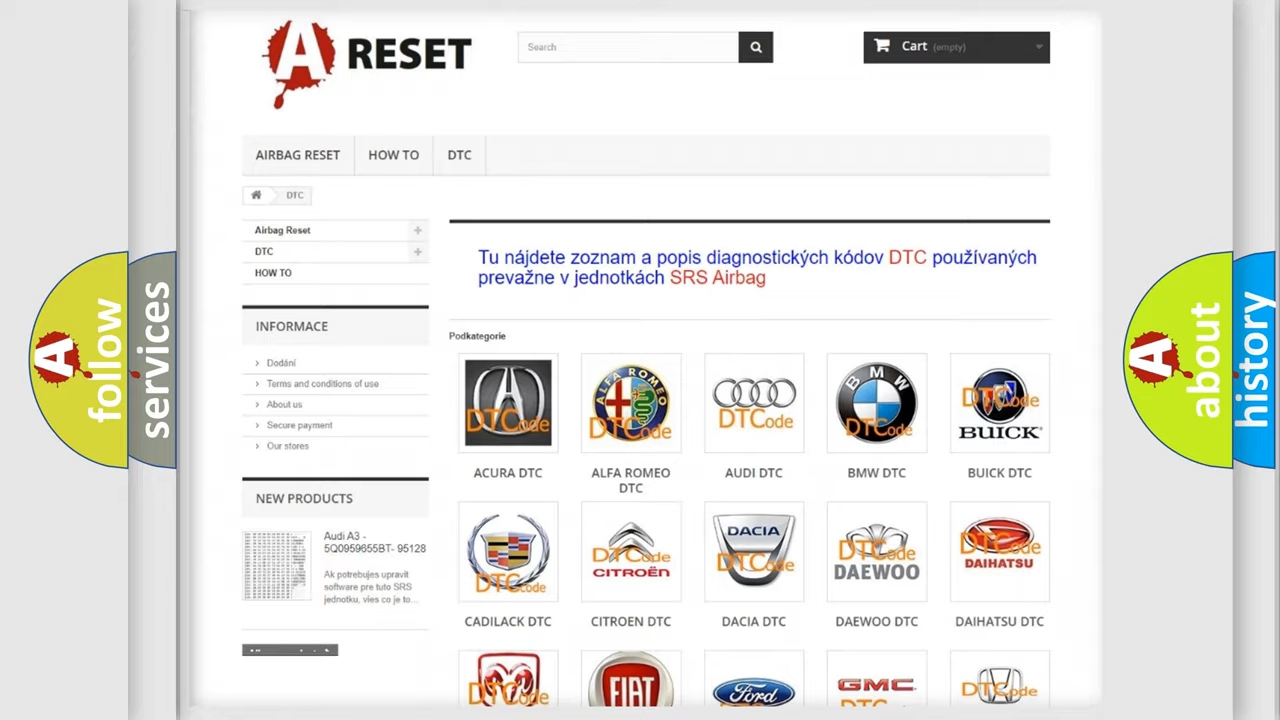 A RESET
Search
Cart (empty)
AIRBAG RESET
HOW TO
DTC
DTC
Airbag Reset
DTC
HOW TO
Tu nájdete zoznam a popis diagnostických kódov DTC používaných
prevažne v jednotkách SRS Airbag
INFORMACE
Dodání
Terms and conditions of use
About us
Secure payment
Our stores
Podkategorie
DTCode
ALFA ROMEO
DTCode
DTCode
BMW
DTCode
DTCode
BUICK
ACURA DTC
ALFA ROMEO
DTC
AUDI DTC
BMW DTC
BUICK DTC
NEW PRODUCTS
Audi A3 -
5Q0959655BT- 95128
Ak potrebujes upravit
software pre tuto SRS
jednotku, vies co je to...
DTCode
DTCode
CITROËN
DACIA
DTCode
DTCode
DAEWOO
DTCode
DAIHATSU
CADILACK DTC
CITROEN DTC
DACIA DTC
DAEWOO DTC
DAIHATSU DTC
DTCode
FIAT
Ford
GMC
DTCode
A follow
services
A about
history